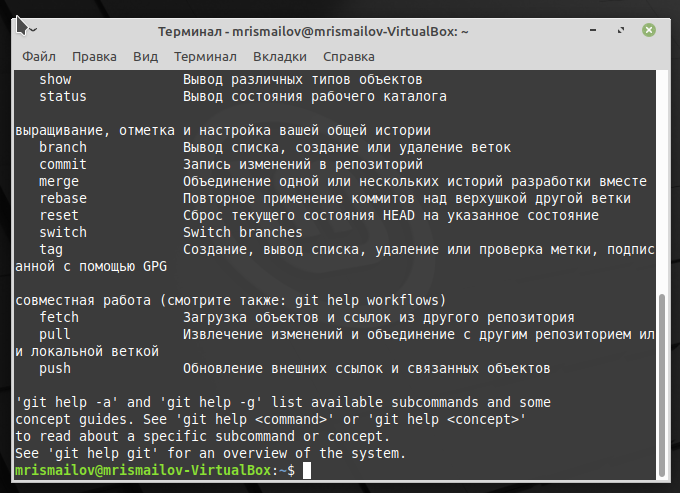 Терминал - mrismailov@mrismailov-VirtualBox: ~
Файл Правка Вид Терминал Вкладки Справка
show Вывод различных типов объектов
status Вывод состояния рабочего каталога
выращивание, отметка и настройка вашей общей истории
branch Вывод списка, создание или удаление веток
commit Запись изменений в репозиторий
merge Объединение одной или нескольких историй разработки вместе
rebase Повторное применение коммитов над верхушкой другой ветки
reset Сброс текущего состояния HEAD на указанное состояние
switch Switch branches
tag Создание, вывод списка, удаление или проверка метки, подпис
анной с помощью GPG
совместная работа (смотрите также: git help workflows)
fetch Загрузка объектов и ссылок из другого репозитория
pull Извлечение изменений и объединение с другим репозиторием ил
и локальной веткой
push Обновление внешних ссылок и связанных объектов
'git help -a' and 'git help -g' list available subcommands and some
concept guides. See 'git help <command>' or 'git help <concept>'
to read about a specific subcommand or concept.
See 'git help git' for an overview of the system.
mrismailov@mrismailov-VirtualBox:~$